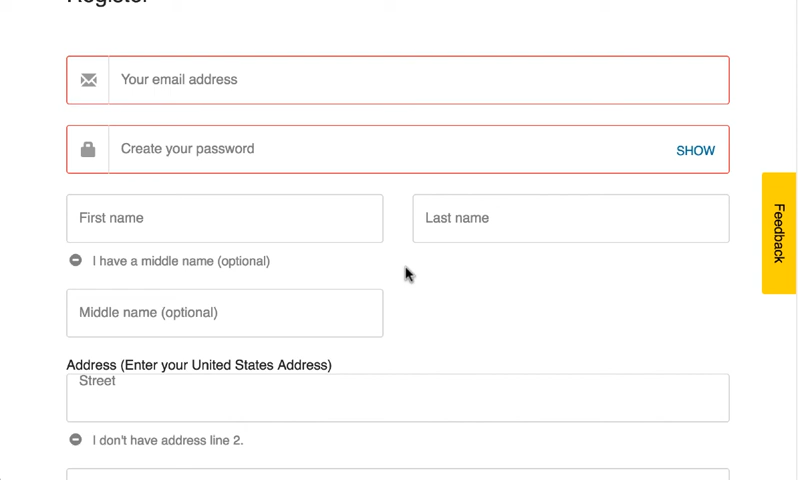 Register
Your email address
Create your password
SHOW
First name
Last name
I have a middle name (optional)
Feedback
Middle name (optional)
Address (Enter your United States Address)
Street
I don't have address line 2.